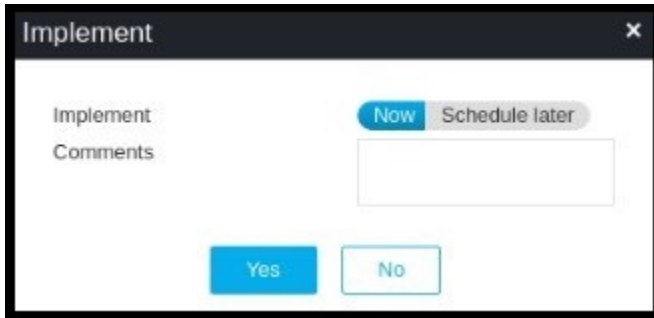 Implement ×
Implement Now Schedule later
Comments
Yes No